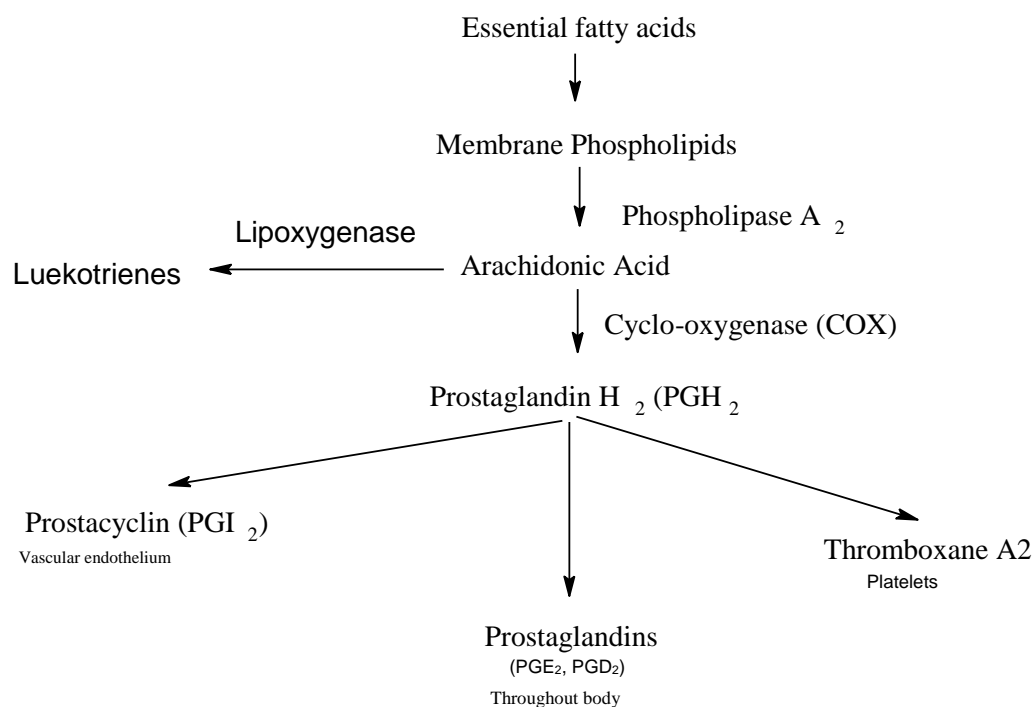 Essential fatty acids
Membrane Phospholipids
Phospholipase A 2
Lipoxygenase
Luekotrienes
Arachidonic Acid
Cyclo-oxygenase (COX)
Prostaglandin H 2 (PGH 2
Prostacyclin (PGI 2)
Vascular endothelium
Thromboxane A2
Platelets
Prostaglandins
(PGE₂, PGD₂)
Throughout body